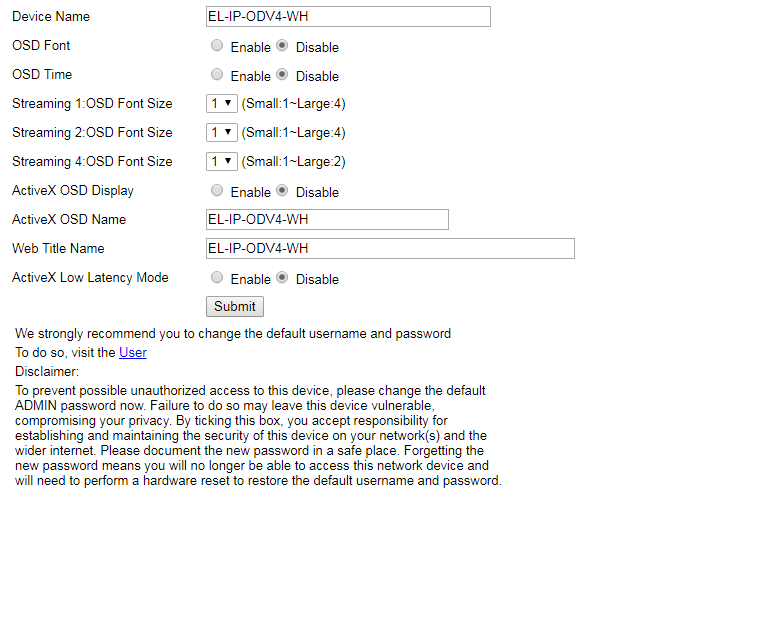 Device Name EL-IP-ODV4-WH
OSD Font Enable Disable
OSD Time Enable Disable
Streaming 1:OSD Font Size 1 (Small:1~Large:4)
Streaming 2:OSD Font Size 1 (Small:1~Large:4)
Streaming 4:OSD Font Size 1 (Small:1~Large:2)
ActiveX OSD Display Enable Disable
ActiveX OSD Name EL-IP-ODV4-WH
Web Title Name EL-IP-ODV4-WH
ActiveX Low Latency Mode Enable Disable
Submit
We strongly recommend you to change the default username and password
To do so, visit the User
Disclaimer:
To prevent possible unauthorized access to this device, please change the default
ADMIN password now. Failure to do so may leave this device vulnerable,
compromising your privacy. By ticking this box, you accept responsibility for
establishing and maintaining the security of this device on your network(s) and the
wider internet. Please document the new password in a safe place. Forgetting the
new password means you will no longer be able to access this network device and
will need to perform a hardware reset to restore the default username and password.